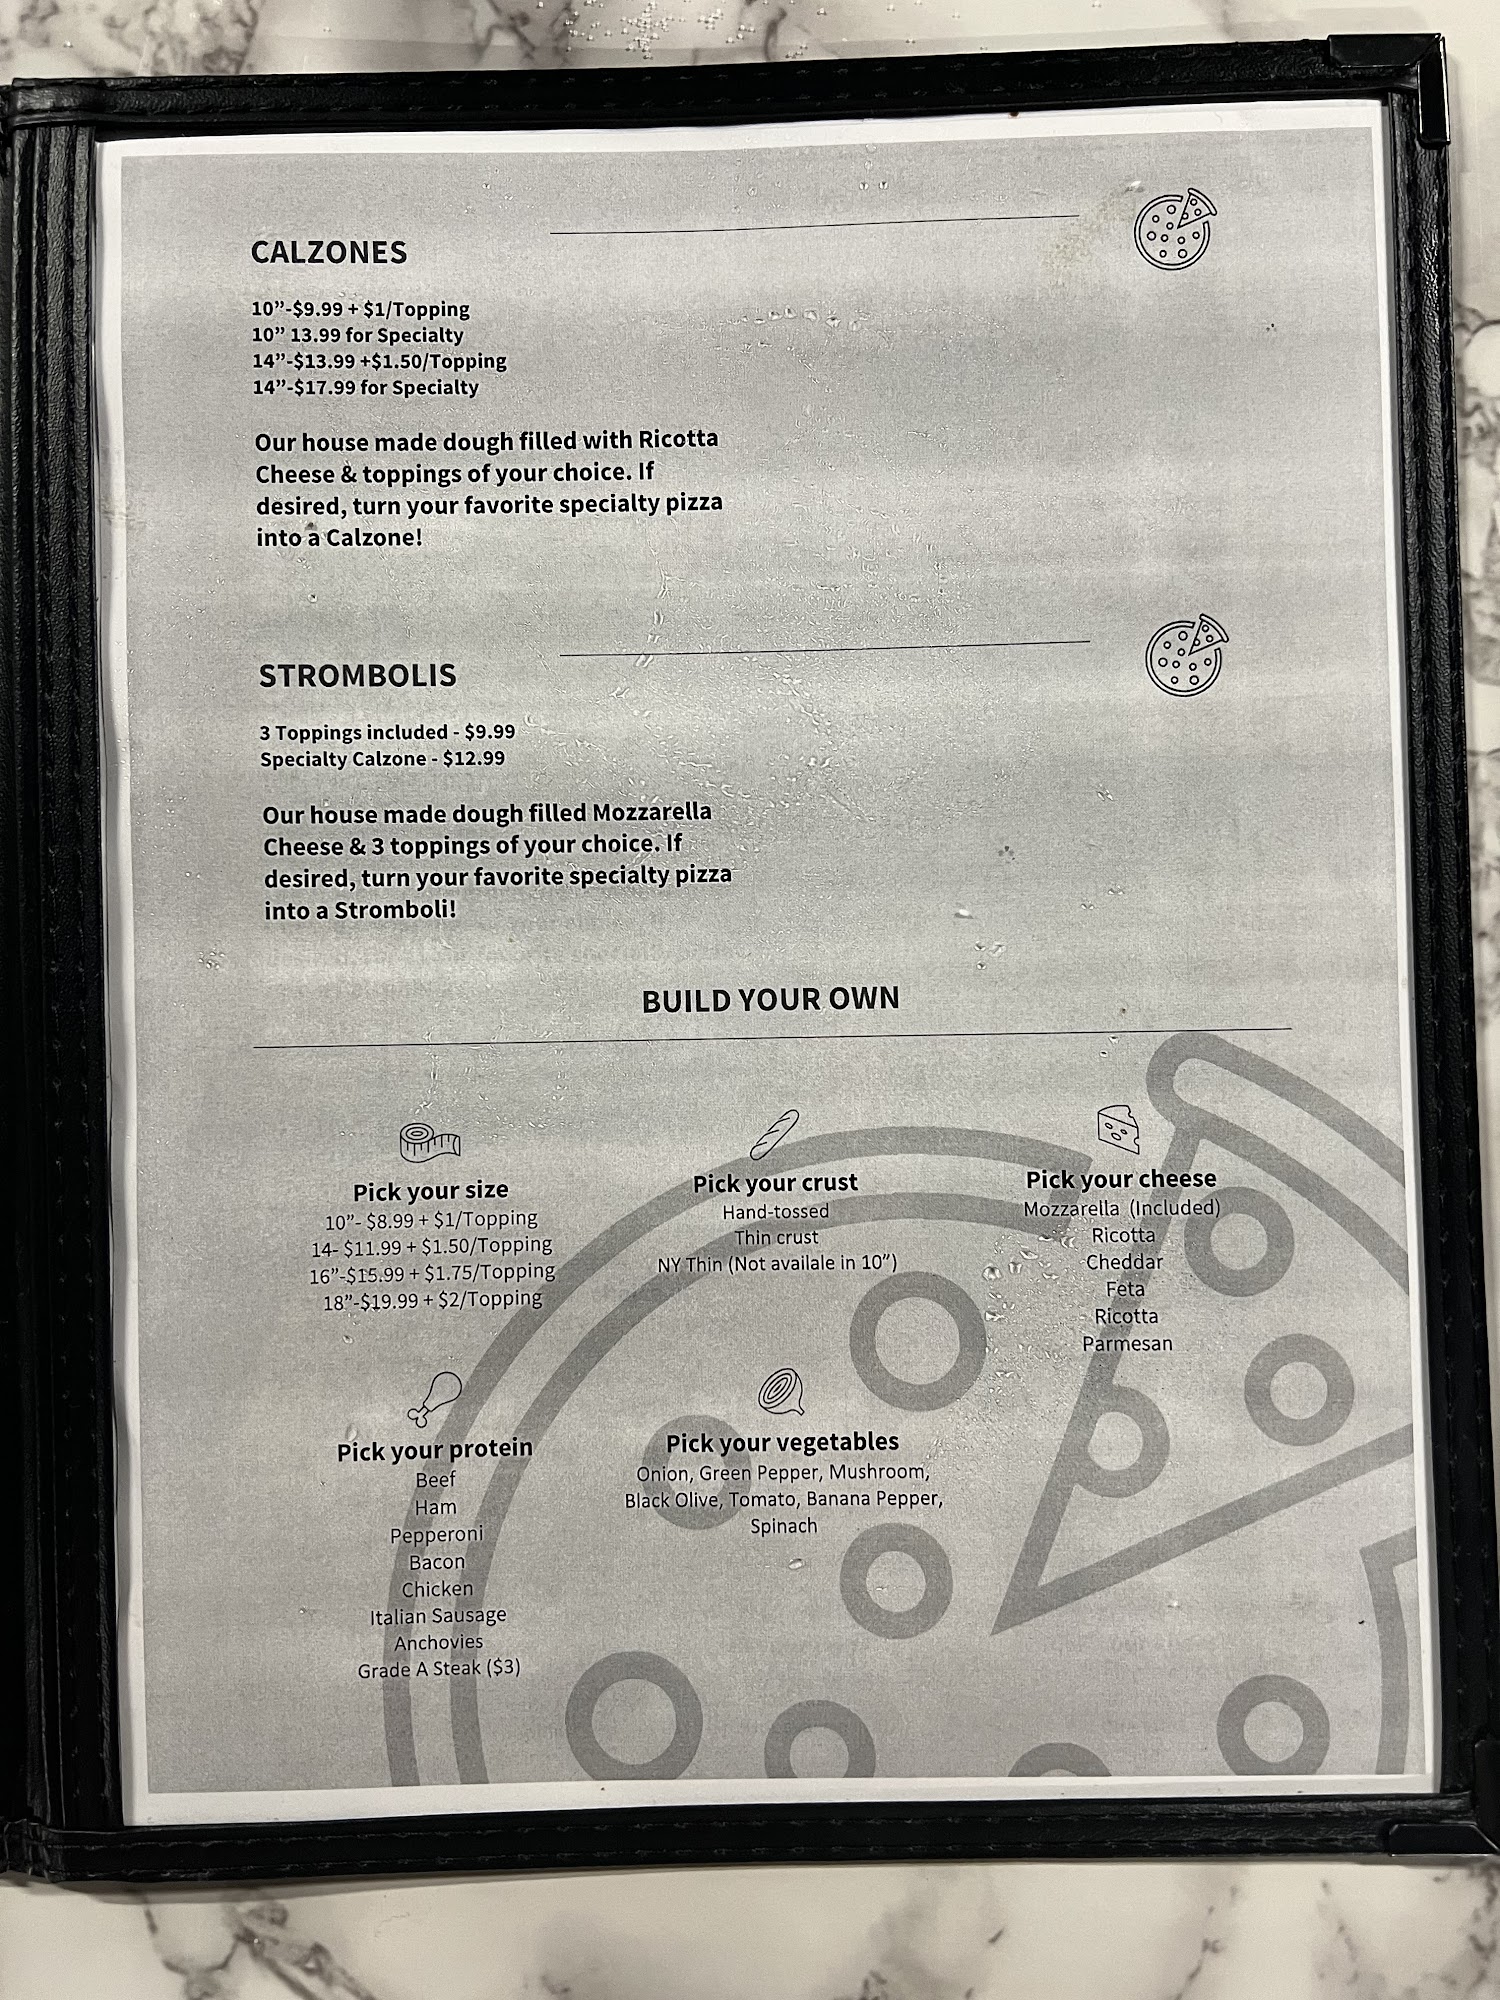 CALZONES
10”-$9.99 + $1/Topping
10” 13.99 for Specialty
14”-$13.99 +$1.50/Topping
14”-$17.99 for Specialty
Our house made dough filled with Ricotta
Cheese & toppings of your choice. If
desired, turn your favorite specialty pizza
into a Calzone!
STROMBOLIS
3 Toppings included - $9.99
Specialty Calzone - $12.99
Our house made dough filled Mozzarella
Cheese & 3 toppings of your choice. If
desired, turn your favorite specialty pizza
into a Stromboli!
BUILD YOUR OWN
Pick your size
10”- $8.99 + $1/Topping
14- $11.99 + $1.50/Topping
16”-$15.99 + $1.75/Topping
18”-$19.99 + $2/Topping
Pick your crust
Hand-tossed
Thin crust
NY Thin (Not availale in 10”)
Pick your cheese
Mozzarella (Included)
Ricotta
Cheddar
Feta
Ricotta
Parmesan
Pick your protein
Beef
Ham
Pepperoni
Bacon
Chicken
Italian Sausage
Anchovies
Grade A Steak ($3)
Pick your vegetables
Onion, Green Pepper, Mushroom,
Black Olive, Tomato, Banana Pepper,
Spinach